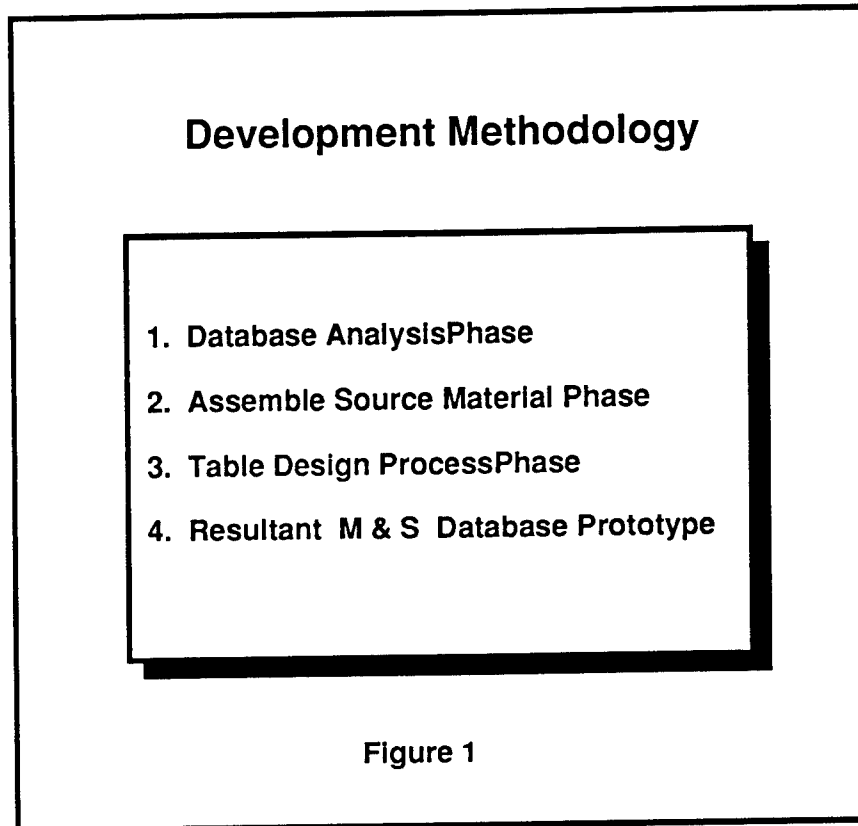 Development Methodology
1. Database AnalysisPhase
2. Assemble Source Material Phase
3. Table Design ProcessPhase
4. Resultant M & S Database Prototype
Figure 1